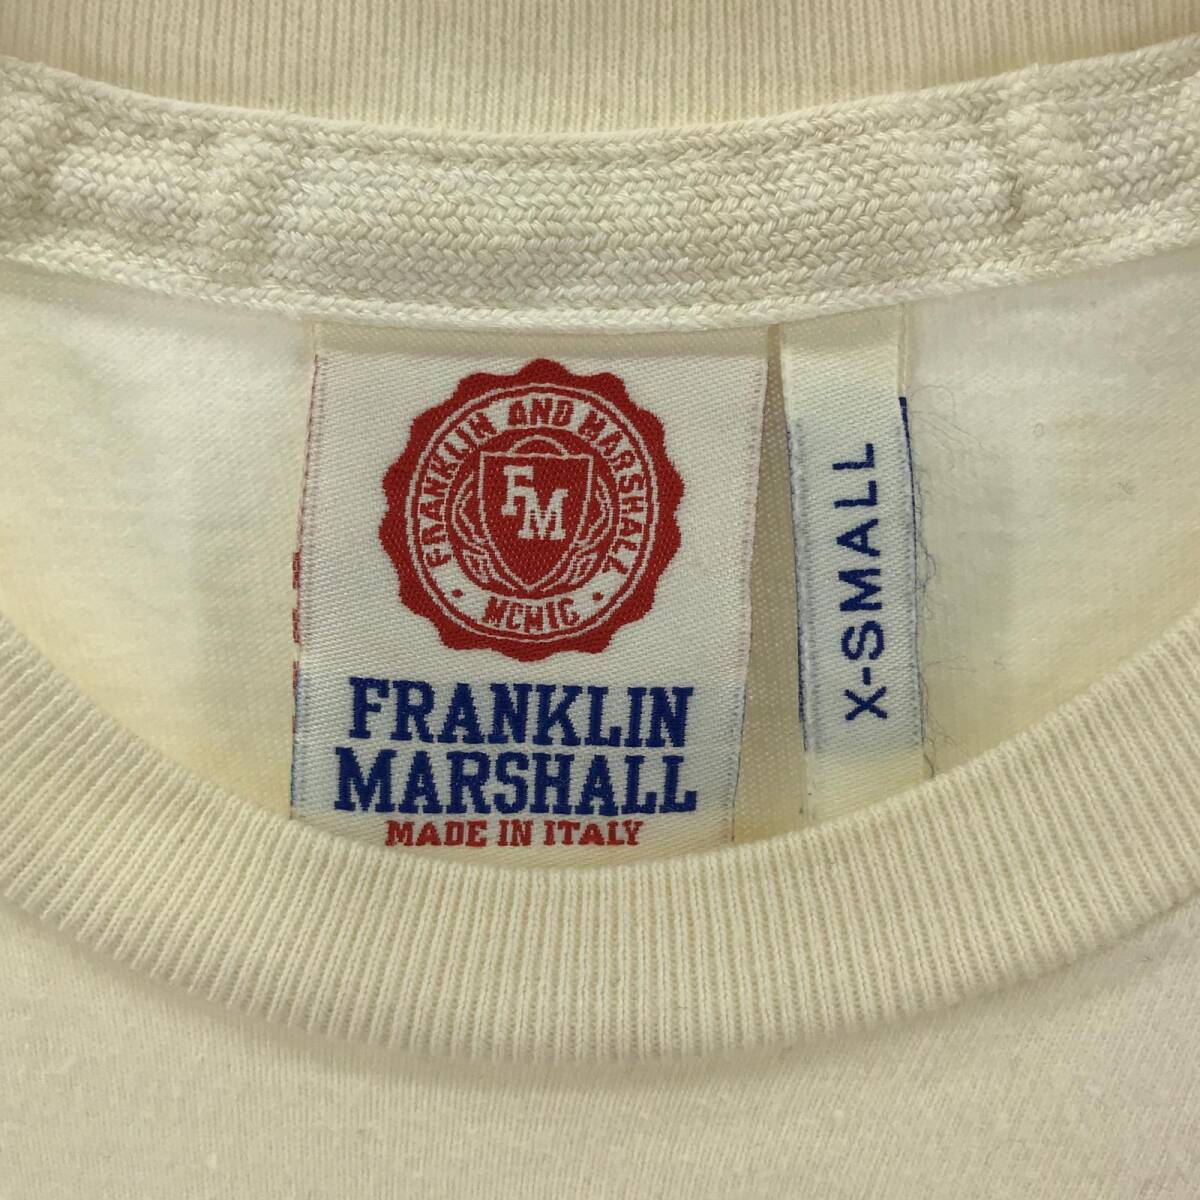 FRANKLIN AND MARSHALL
FM
· MCMIC ·
FRANKLIN
MARSHALL
MADE IN ITALY
X-SMALL